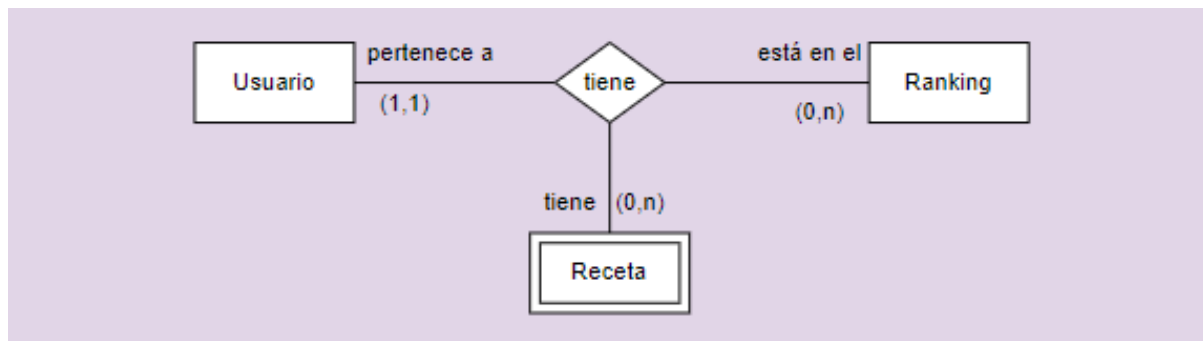 pertenece a
está en el
Usuario
tiene
Ranking
(1,1)
(0,n)
tiene
(0,n)
Receta